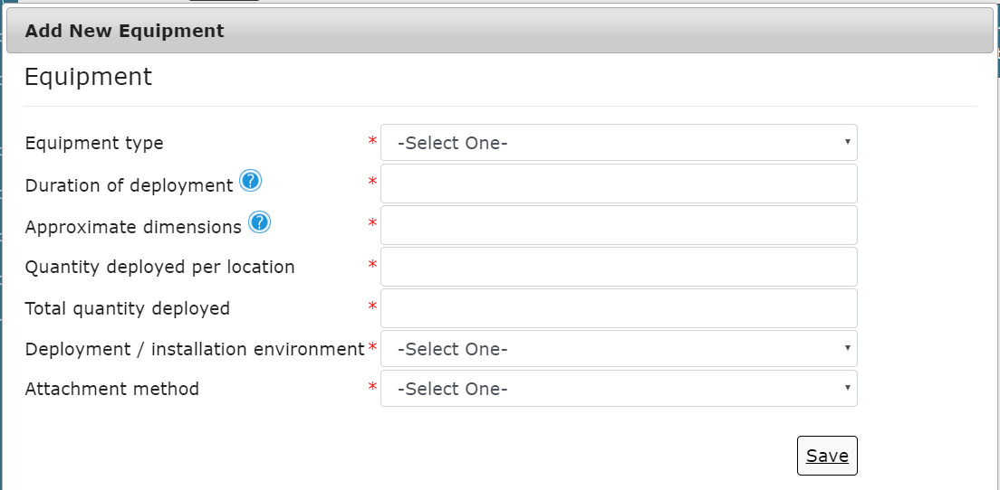 Add New Equipment
Equipment
Equipment type * -Select One-
Duration of deployment ? *
Approximate dimensions ? *
Quantity deployed per location *
Total quantity deployed *
Deployment / installation environment * -Select One-
Attachment method * -Select One-
Save